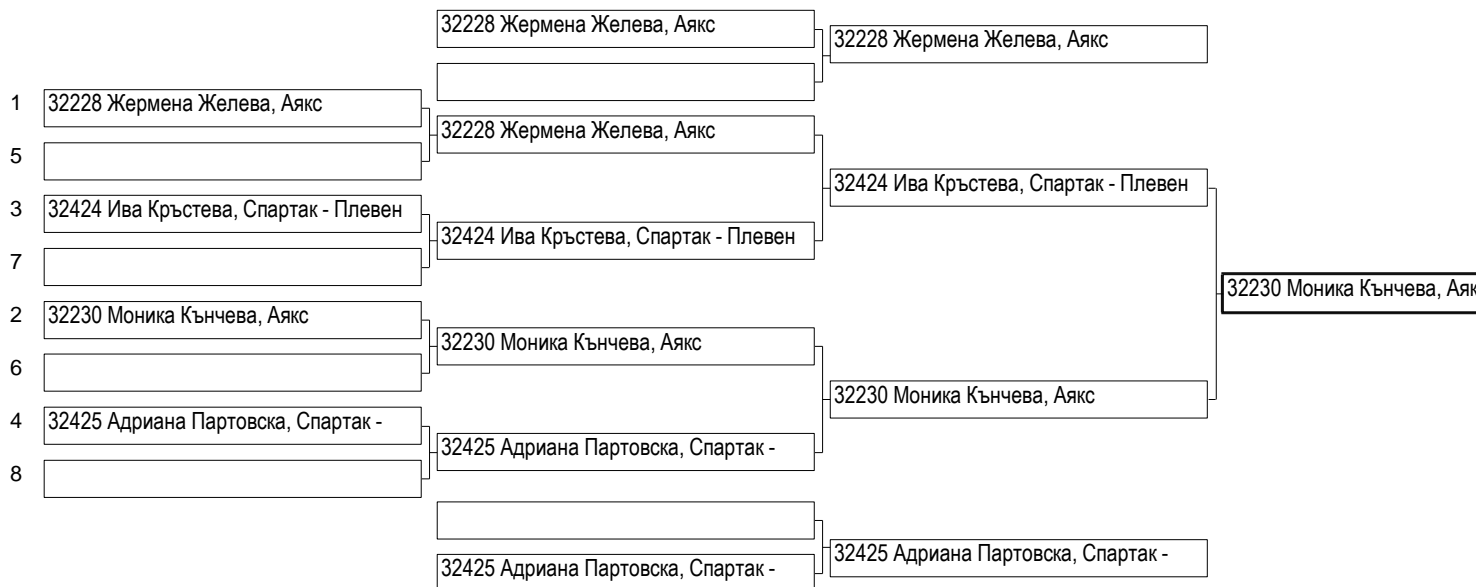 32228 Жермена Желева, Аякс
32228 Жермена Желева, Аякс
1 32228 Жермена Желева, Аякс
32228 Жермена Желева, Аякс
5
32424 Ива Кръстева, Спартак - Плевен
3 32424 Ива Кръстева, Спартак - Плевен
32424 Ива Кръстева, Спартак - Плевен
7
32230 Моника Кънчева, Аяк
2 32230 Моника Кънчева, Аякс
32230 Моника Кънчева, Аякс
6
32230 Моника Кънчева, Аякс
4 32425 Адриана Партовска, Спартак -
32425 Адриана Партовска, Спартак -
8
32425 Адриана Партовска, Спартак -
32425 Адриана Партовска, Спартак -